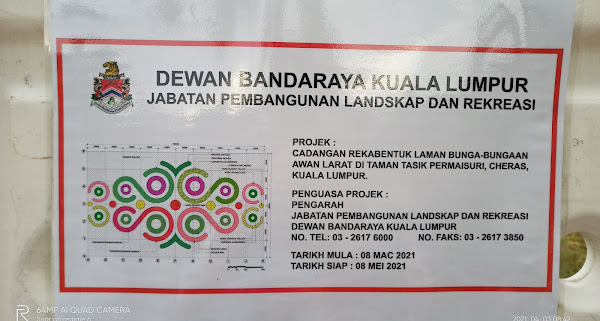 DEWAN BANDARAYA KUALA LUMPUR
JABATAN PEMBANGUNAN LANDSKAP DAN REKREASI
PROJEK :
CADANGAN REKABENTUK LAMAN BUNGA-BUNGAAN
AWAN LARAT DI TAMAN TASIK PERMAISURI, CHERAS,
KUALA LUMPUR.
PENGUASA PROJEK :
PENGARAH
JABATAN PEMBANGUNAN LANDSKAP DAN REKREASI
DEWAN BANDARAYA KUALA LUMPUR
NO. TEL: 03 - 2617 6000 NO. FAKS: 03 - 2617 3850
TARIKH MULA : 08 MAC 2021
TARIKH SIAP : 08 MEI 2021
R 64MP AI QUAD CAMERA